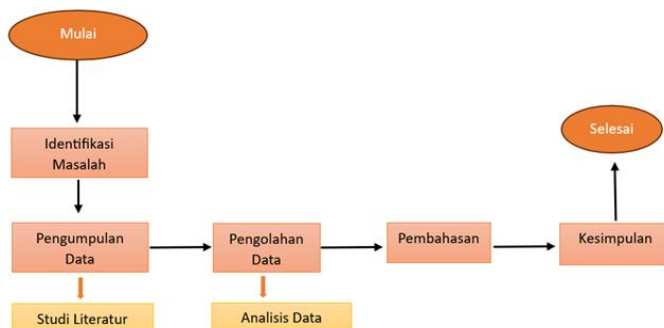 Mulai
Identifikasi
Masalah
Selesai
Pengumpulan
Data
Pengolahan
Data
Pembahasan
Kesimpulan
Studi Literatur
Analisis Data